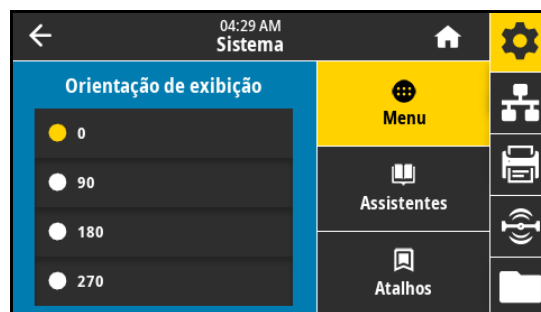 04:29 AM
Sistema
Orientação de exibição
0
90
180
270
Menu
Assistentes
Atalhos